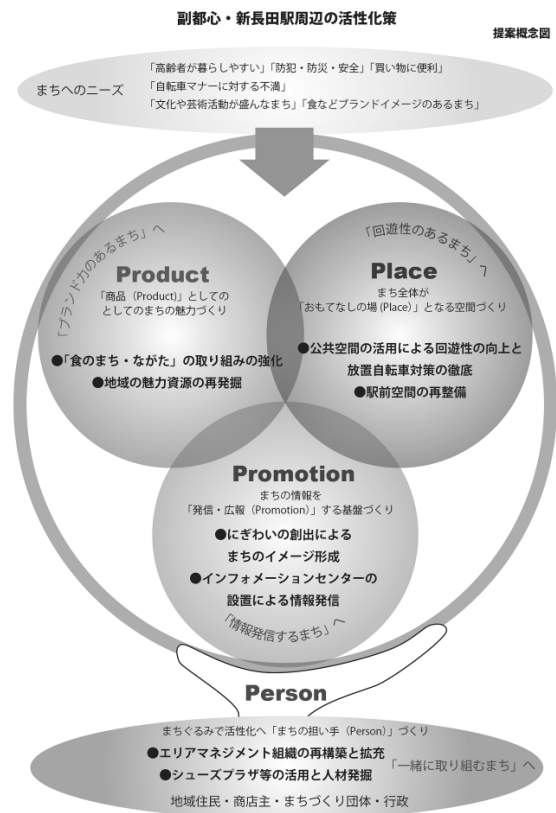 副都心・新長田駅周辺の活性化策
提案概念図
まちへのニーズ
「高齢者が暮らしやすい」「防犯・防災・安全」「買い物に便利」
「自転車マナーに対する不満」
「文化や芸術活動が盛んなまち」「食などブランドイメージのあるまち」
「ブランド力のあるまち」へ
Product
「商品（Product)」としての
としてのまちの魅力づくり
●「食のまち・ながた」の取り組みの強化
●地域の魅力資源の再発掘
「回遊性のあるまち」へ
Place
まち全体が
「おもてなしの場（Place）」となる空間づくり
●公共空間の活用による回遊性の向上と
放置自転車対策の徹底
●駅前空間の再整備
Promotion
まちの情報を
「発信・広報（Promotion）」する基盤づくり
●にぎわいの創出による
まちのイメージ形成
●インフォメーションセンターの
設置による情報発信
「情報発信するまち」へ
Person
まちぐるみで活性化へ「まちの担い手（Person）」づくり
●エリアマネジメント組織の再構築と拡充
●シューズプラザ等の活用と人材発掘
「一緒に取り組むまち」へ
地域住民・商店主・まちづくり団体・行政